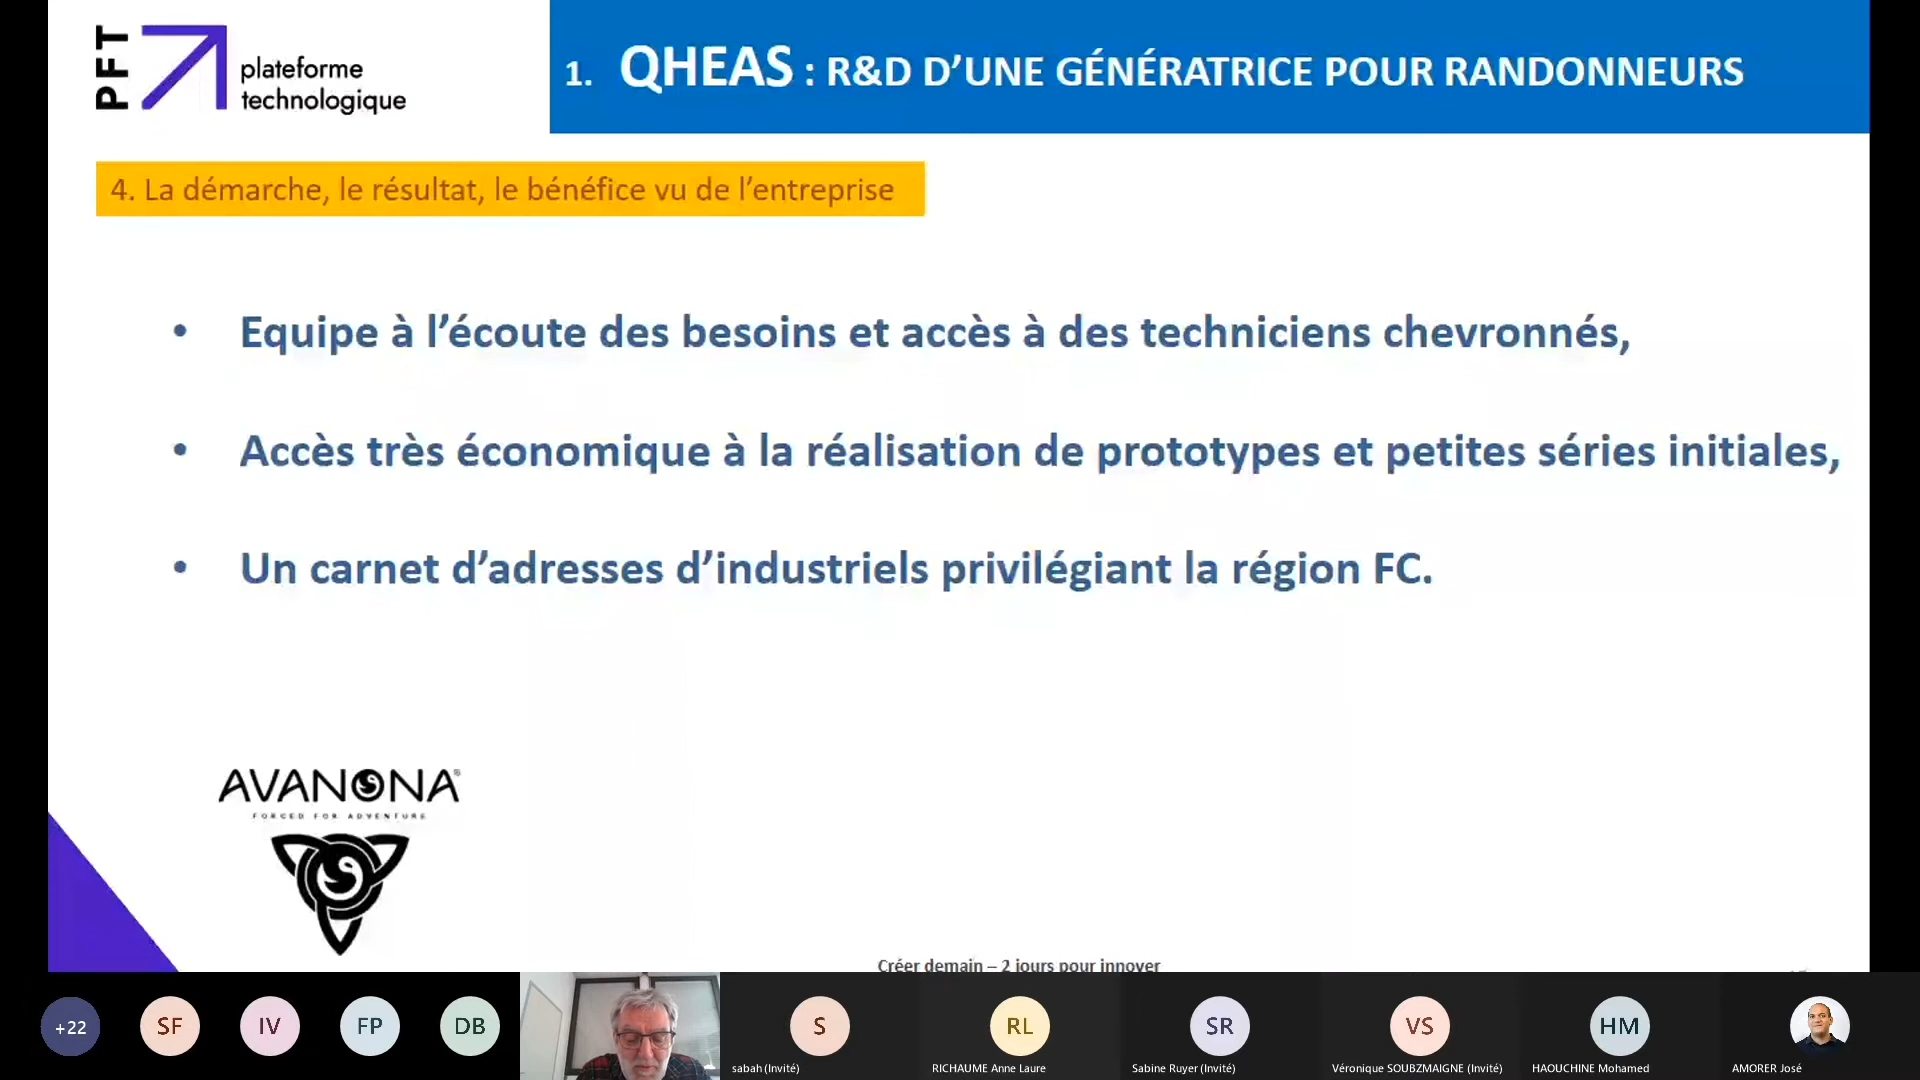 PFT
plateforme
technologique
1. QHEAS : R&D D’UNE GÉNÉRATRICE POUR RANDONNEURS
4. La démarche, le résultat, le bénéfice vu de l’entreprise
• Equipe à l’écoute des besoins et accès à des techniciens chevronnés,
• Accès très économique à la réalisation de prototypes et petites séries initiales,
• Un carnet d’adresses d’industriels privilégiant la région FC.
AVANONA
FORGED FOR ADVENTURE
Créer demain – 2 jours pour innover
+22
SF
IV
FP
DB
S
RL
SR
VS
HM
sabah (Invité)
RICHAUME Anne Laure
Sabine Ruyer (Invité)
Véronique SOUBZMAIGNE (Invité)
HAOUCHINE Mohamed
AMORER José